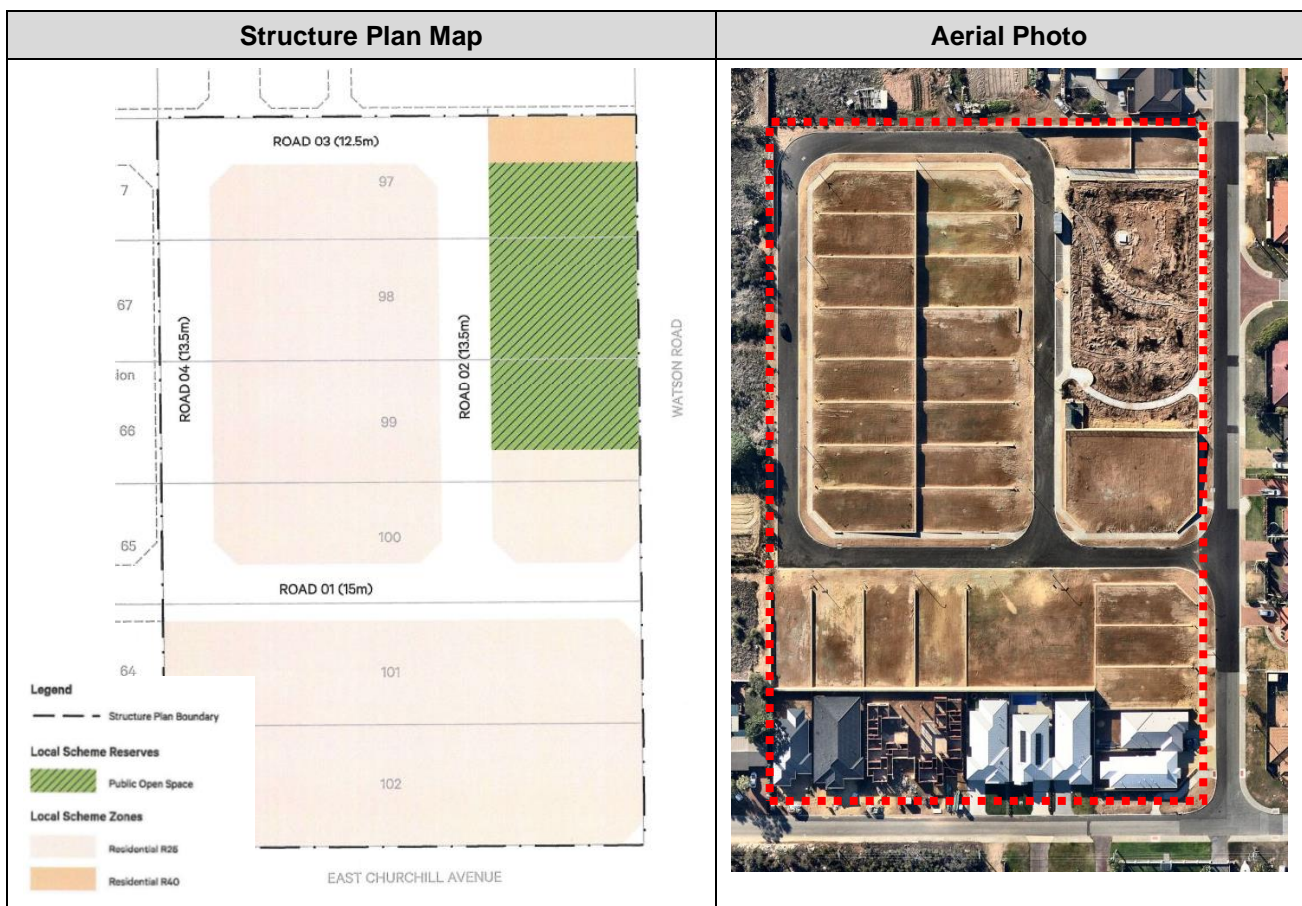 Structure Plan Map
Aerial Photo
ROAD 03 (12.5m)
97
7
98
67
ROAD 04 (13.5m)
ROAD 02 (13.5m)
WATSON ROAD
ion
99
66
100
65
ROAD 01 (15m)
64
101
102
Legend
Structure Plan Boundary
Local Scheme Reserves
Public Open Space
Local Scheme Zones
Residential R25
Residential R40
EAST CHURCHILL AVENUE